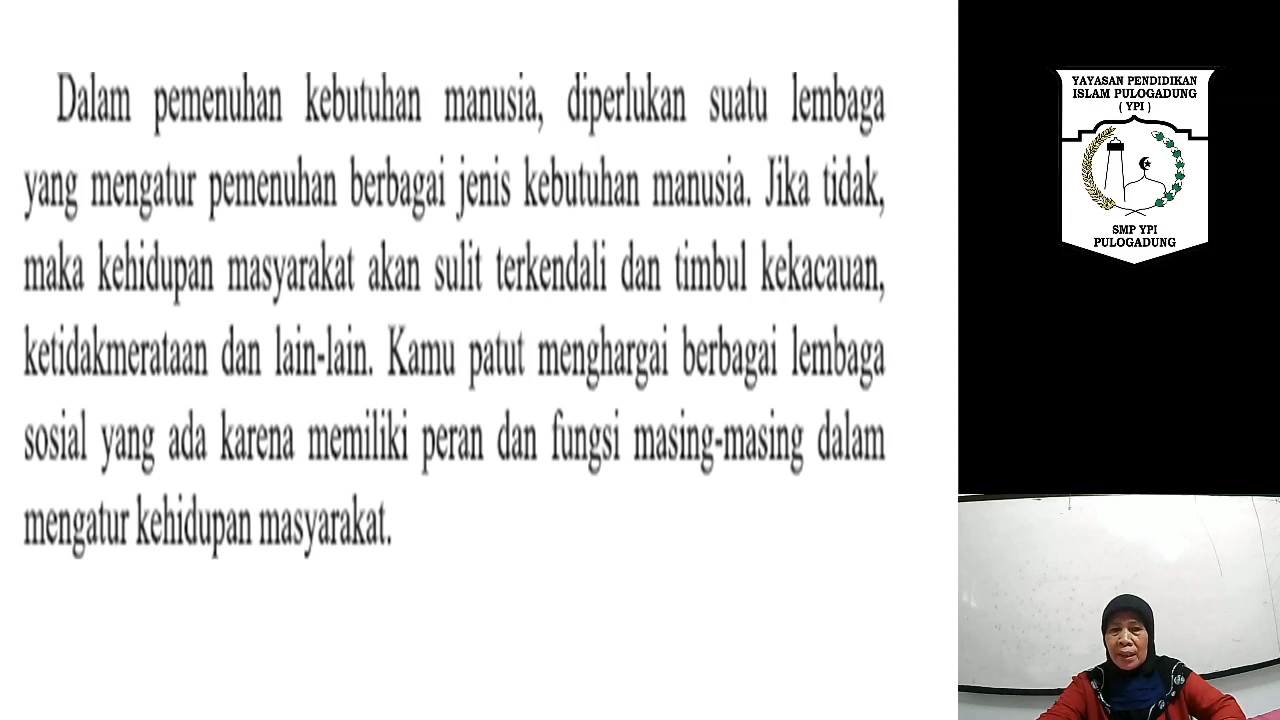 Dalam pemenuhan kebutuhan manusia, diperlukan suatu lembaga
yang mengatur pemenuhan berbagai jenis kebutuhan manusia. Jika tidak,
maka kehidupan masyarakat akan sulit terkendali dan timbul kekacauan,
ketidakmerataan dan lain-lain. Kamu patut menghargai berbagai lembaga
sosial yang ada karena memiliki peran dan fungsi masing-masing dalam
mengatur kehidupan masyarakat.
YAYASAN PENDIDIKAN
ISLAM PULOGADUNG
( YPI )
SMP YPI
PULOGADUNG